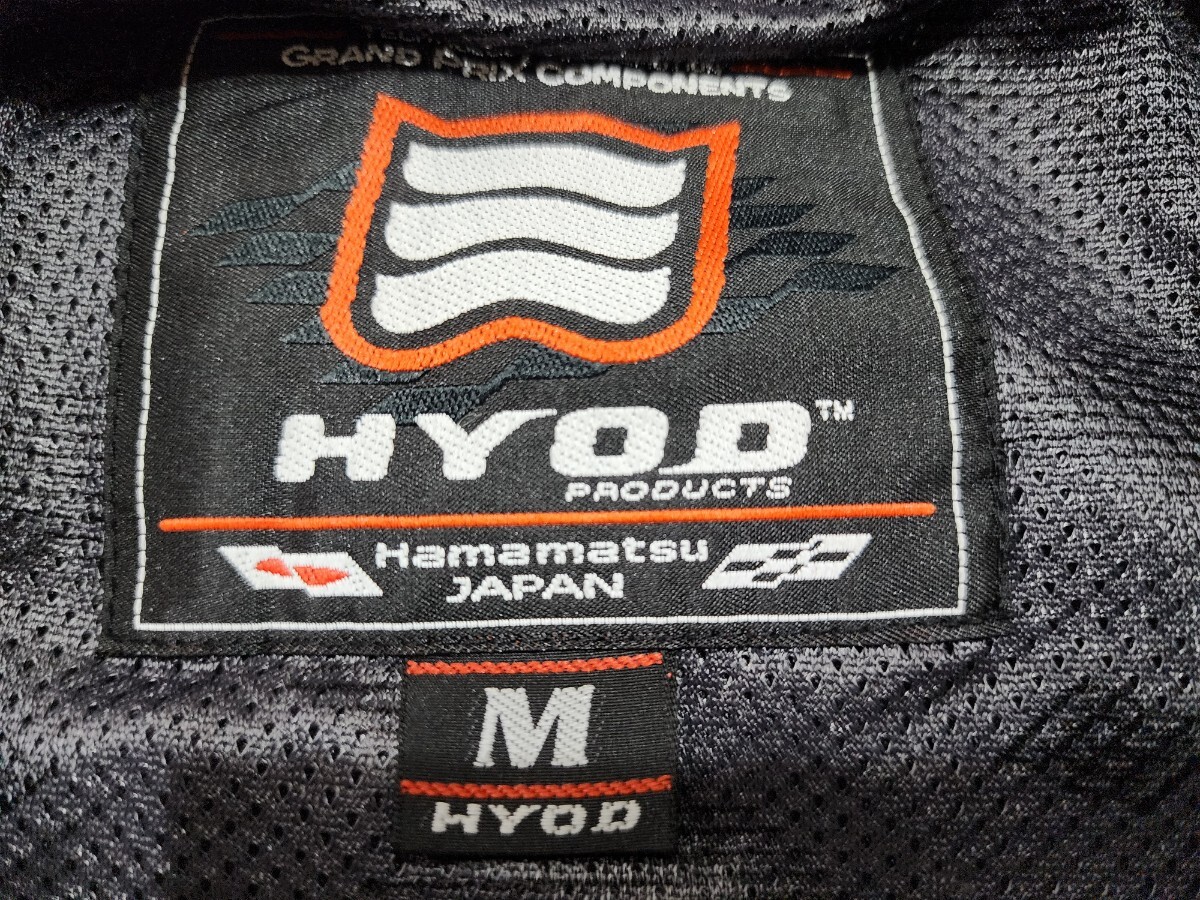 GRAND PRIX COMPONENTS
HYOD™
PRODUCTS
Hamamatsu
JAPAN
M
HYOD